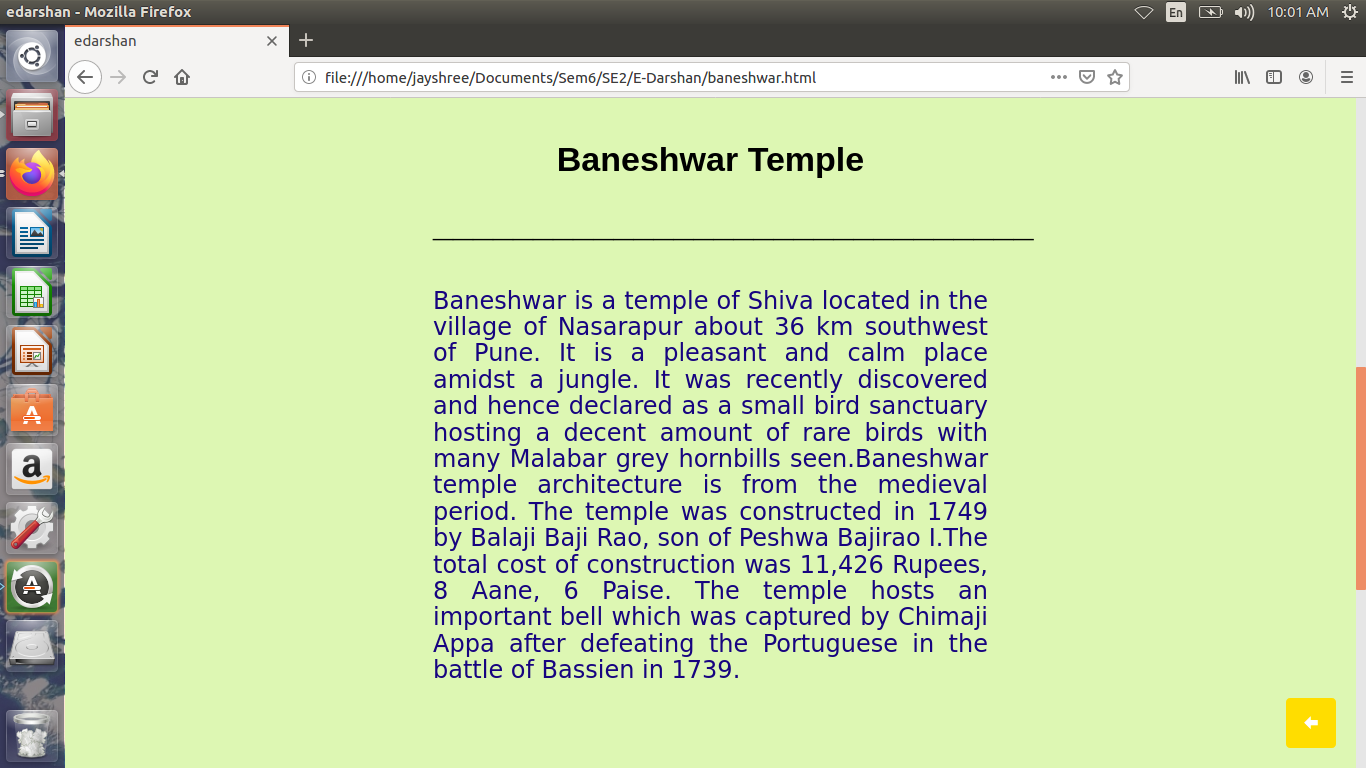 edarshan - Mozilla Firefox
En
10:01 AM
edarshan
file:///home/jayshree/Documents/Sem6/SE2/E-Darshan/baneshwar.html
Baneshwar Temple
Baneshwar is a temple of Shiva located in the
village of Nasarapur about 36 km southwest
of Pune. It is a pleasant and calm place
amidst a jungle. It was recently discovered
and hence declared as a small bird sanctuary
hosting a decent amount of rare birds with
many Malabar grey hornbills seen.Baneshwar
temple architecture is from the medieval
period. The temple was constructed in 1749
by Balaji Baji Rao, son of Peshwa Bajirao I.The
total cost of construction was 11,426 Rupees,
8 Aane, 6 Paise. The temple hosts an
important bell which was captured by Chimaji
Appa after defeating the Portuguese in the
battle of Bassien in 1739.